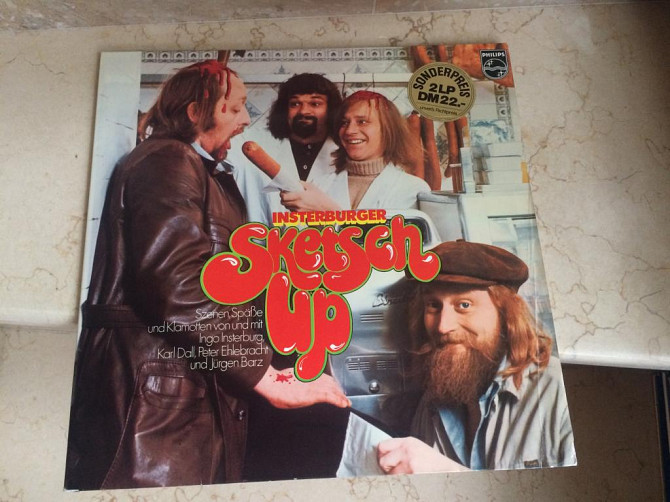 PHILIPS
SONDERPREIS
2 LP
DM 22.-
INSTERBURGER
Sketsch
Up
Szenen, Späße
und Klamotten von und mit
Ingo Insterburg,
Karl Dall, Peter Ehlebracht
und Jürgen Barz